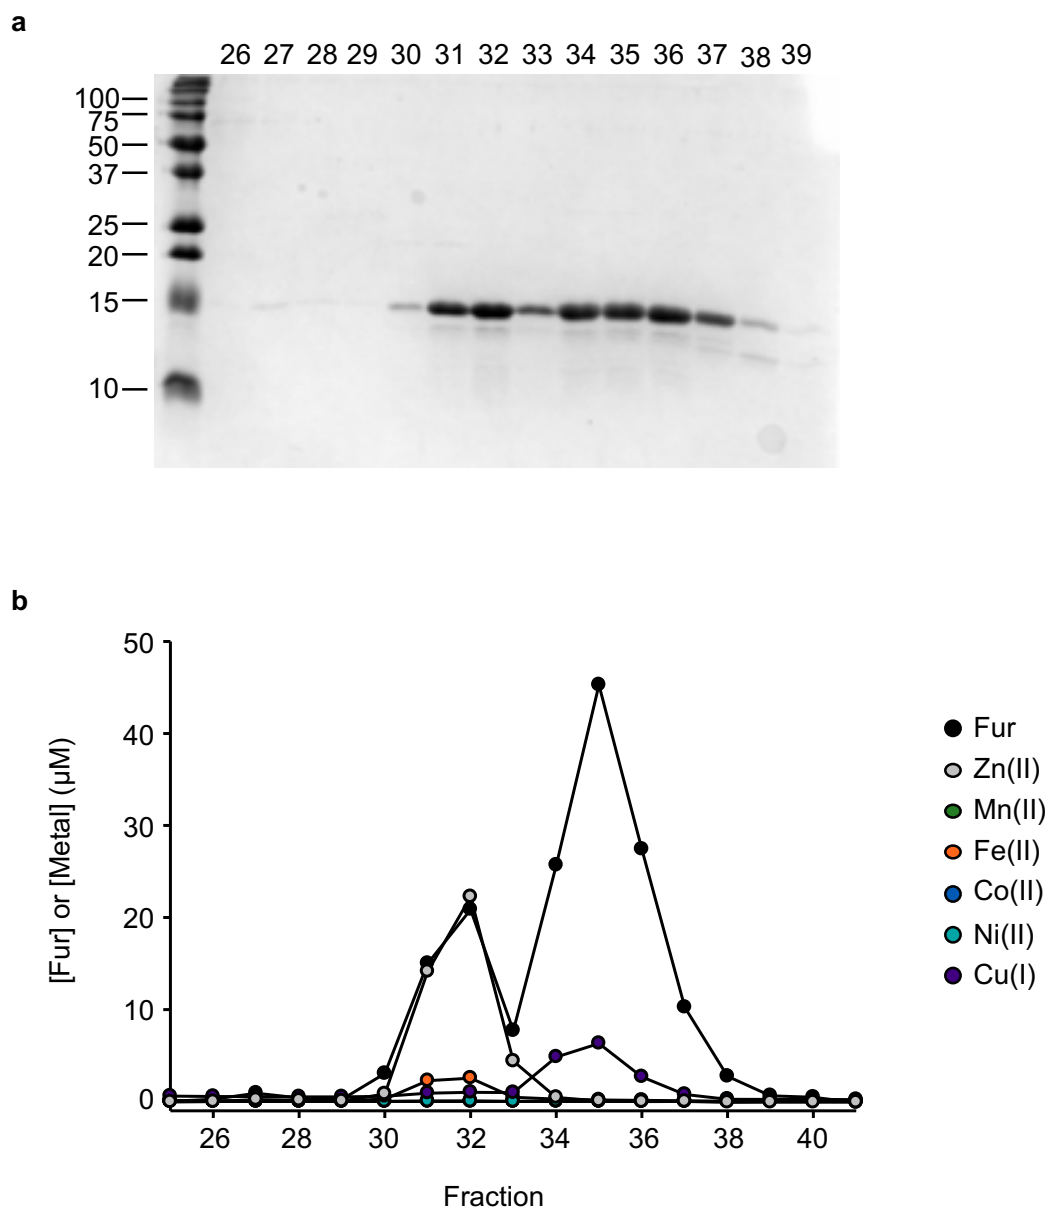 a
26 27 28 29 30 31 32 33 34 35 36 37 38 39
100
75
50
37
25
20
15
10
b
50
40
30
20
10
0
[Fur] or [Metal] (µM)
26 28 30 32 34 36 38 40
Fraction
Fur
Zn(II)
Mn(II)
Fe(II)
Co(II)
Ni(II)
Cu(I)